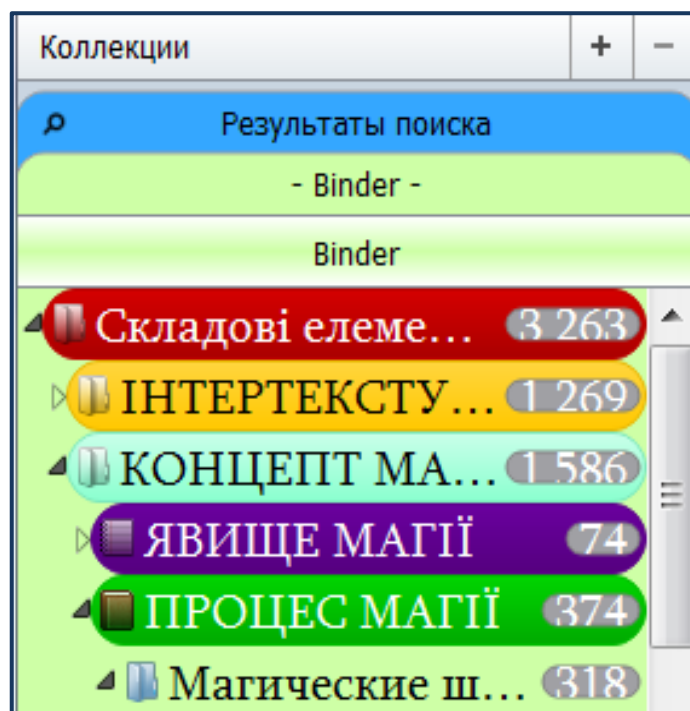 Коллекции + −
Результаты поиска
- Binder -
Binder
Складові елеме... 3 263
ІНТЕРТЕКСТУ... 1 269
КОНЦЕПТ МА... 1 586
ЯВИЩЕ МАГІЇ 74
ПРОЦЕС МАГІЇ 374
Магические ш... 318